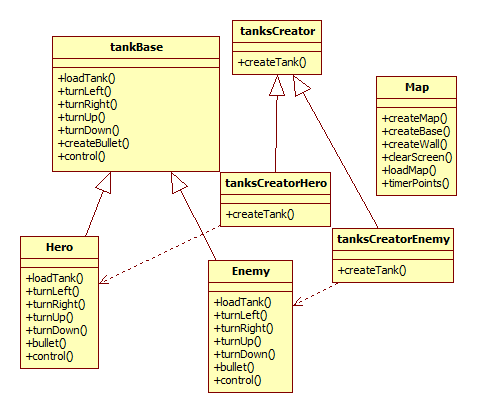 tankBase
+loadTank()
+turnLeft()
+turnRight()
+turnUp()
+turnDown()
+createBullet()
+control()
tanksCreator
+createTank()
Map
+createMap()
+createBase()
+createWall()
+clearScreen()
+loadMap()
+timerPoints()
tanksCreatorHero
+createTank()
tanksCreatorEnemy
+createTank()
Hero
+loadTank()
+turnLeft()
+turnRight()
+turnUp()
+turnDown()
+bullet()
+control()
Enemy
+loadTank()
+turnLeft()
+turnRight()
+turnUp()
+turnDown()
+bullet()
+control()